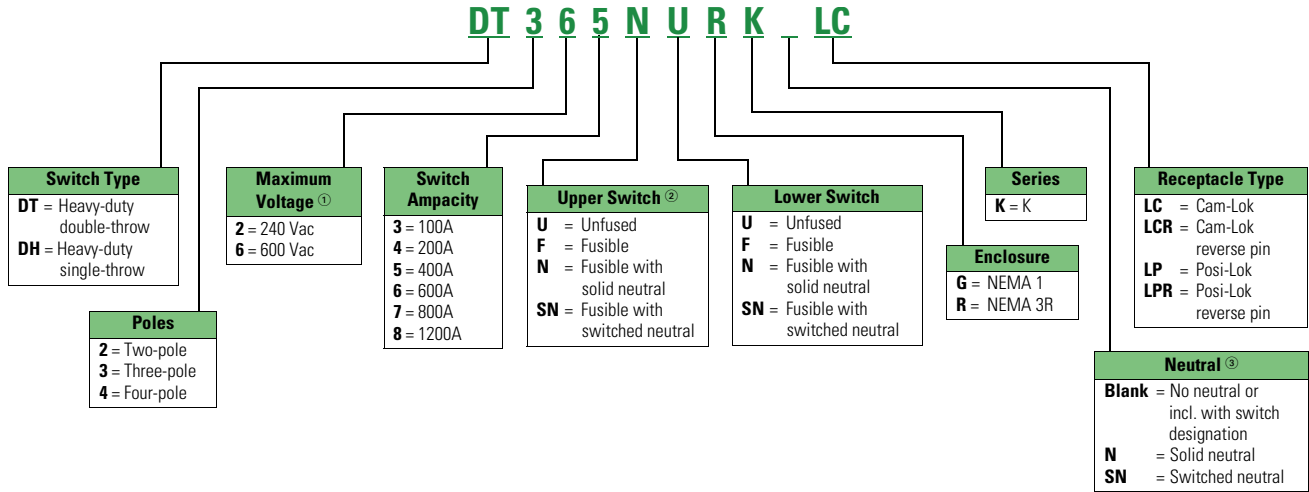 DT 3 6 5 N U R K _ LC
Switch Type
DT = Heavy-duty
double-throw
DH = Heavy-duty
single-throw
Poles
2 = Two-pole
3 = Three-pole
4 = Four-pole
Maximum
Voltage ①
2 = 240 Vac
6 = 600 Vac
Switch
Ampacity
3 = 100A
4 = 200A
5 = 400A
6 = 600A
7 = 800A
8 = 1200A
Upper Switch ②
U = Unfused
F = Fusible
N = Fusible with
solid neutral
SN = Fusible with
switched neutral
Lower Switch
U = Unfused
F = Fusible
N = Fusible with
solid neutral
SN = Fusible with
switched neutral
Enclosure
G = NEMA 1
R = NEMA 3R
Series
K = K
Neutral ③
Blank = No neutral or
incl. with switch
designation
N = Solid neutral
SN = Switched neutral
Receptacle Type
LC = Cam-Lok
LCR = Cam-Lok
reverse pin
LP = Posi-Lok
LPR = Posi-Lok
reverse pin